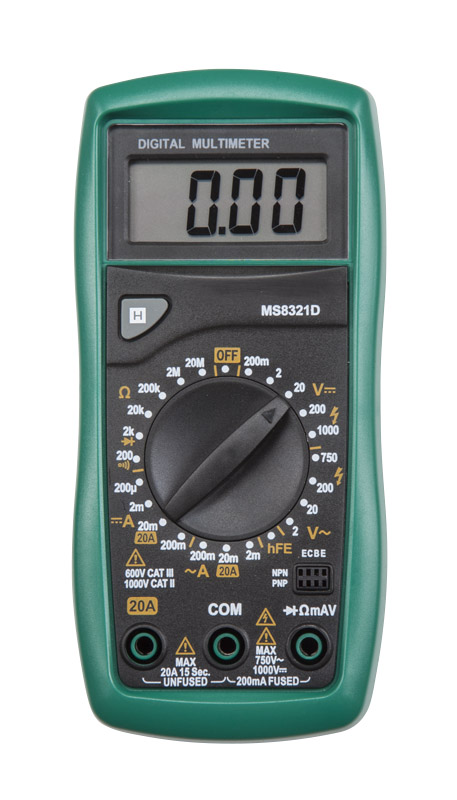 DIGITAL MULTIMETER
0.00
H
MS8321D
OFF
20M 200m
2M 2
Ω 200k 20 V⎓
20k 200
2k 1000
200 750
200µ 200
2m 20
⎓A 20m 2 V~
20A 200m 200m 20m 2m hFE
~A 20A
600V CAT III
1000V CAT II
ECBE
NPN
PNP
20A COM ΩmAV
MAX
20A 15 Sec.
UNFUSED
MAX
750V~
1000V⎓
200mA FUSED